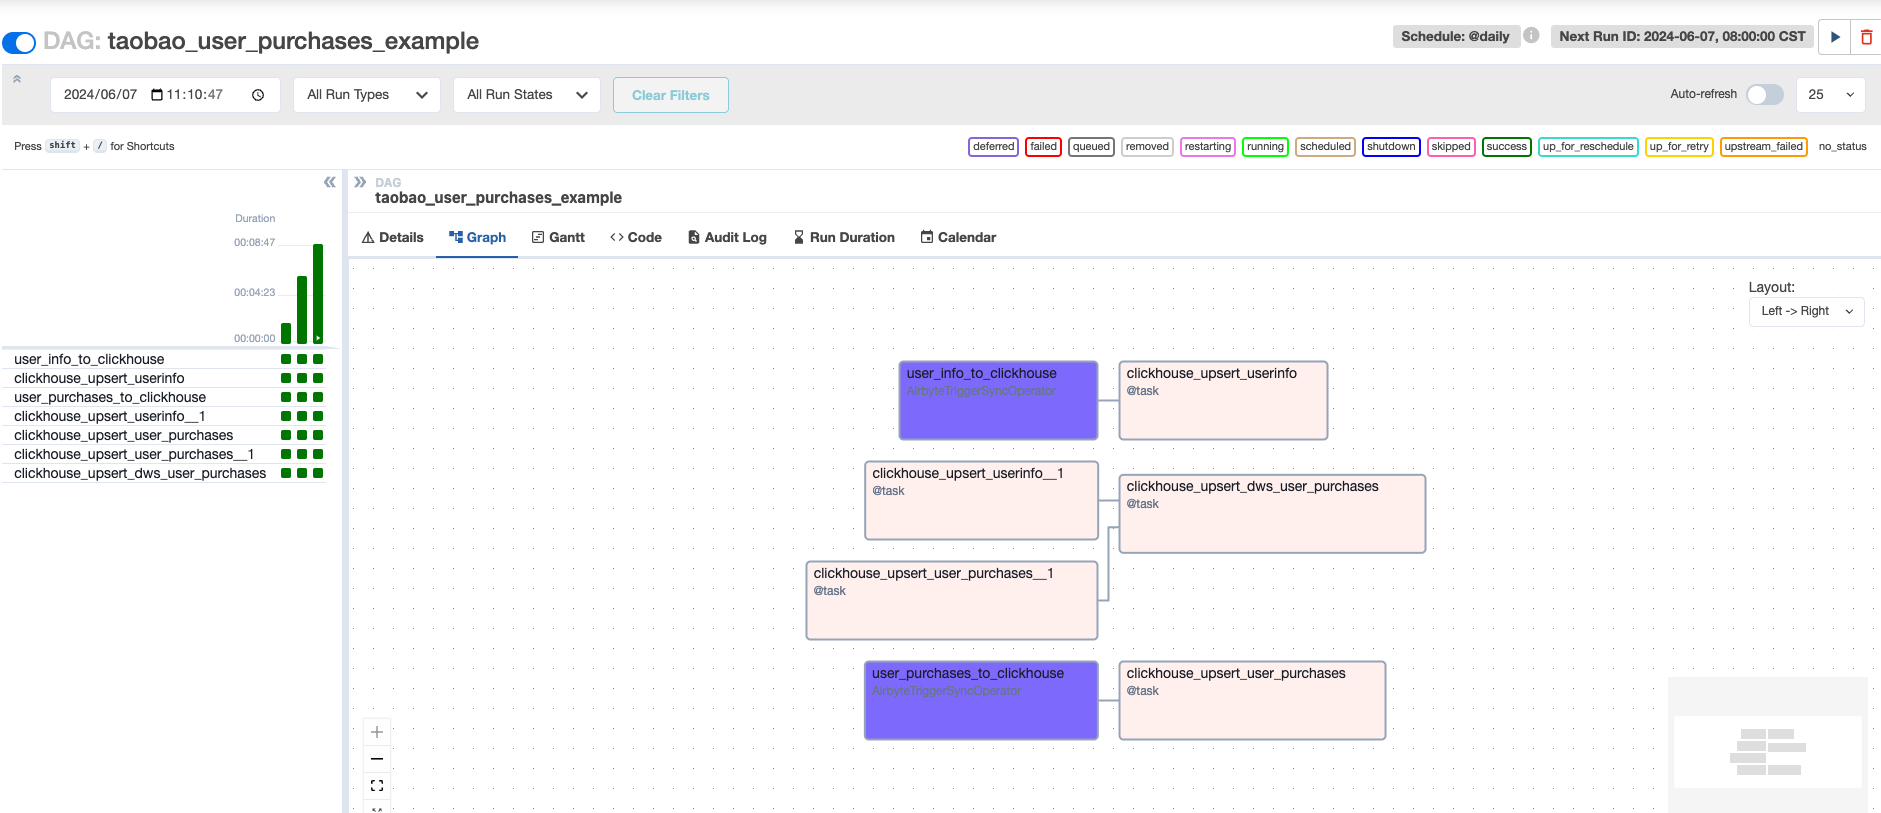 DAG: taobao_user_purchases_example
Schedule: @daily
Next Run ID: 2024-06-07, 08:00:00 CST
2024/06/07 11:10:47
All Run Types
All Run States
Clear Filters
Auto-refresh
25
Press shift + / for Shortcuts
deferred failed queued removed restarting running scheduled shutdown skipped success up_for_reschedule up_for_retry upstream_failed no_status
Duration
00:08:47
00:04:23
00:00:00
user_info_to_clickhouse
clickhouse_upsert_userinfo
user_purchases_to_clickhouse
clickhouse_upsert_userinfo__1
clickhouse_upsert_user_purchases
clickhouse_upsert_user_purchases__1
clickhouse_upsert_dws_user_purchases
DAG
taobao_user_purchases_example
Details Graph Gantt Code Audit Log Run Duration Calendar
Layout:
Left -> Right
user_info_to_clickhouse
AirbyteTriggerSyncOperator
clickhouse_upsert_userinfo
@task
clickhouse_upsert_userinfo__1
@task
clickhouse_upsert_dws_user_purchases
@task
clickhouse_upsert_user_purchases__1
@task
user_purchases_to_clickhouse
AirbyteTriggerSyncOperator
clickhouse_upsert_user_purchases
@task